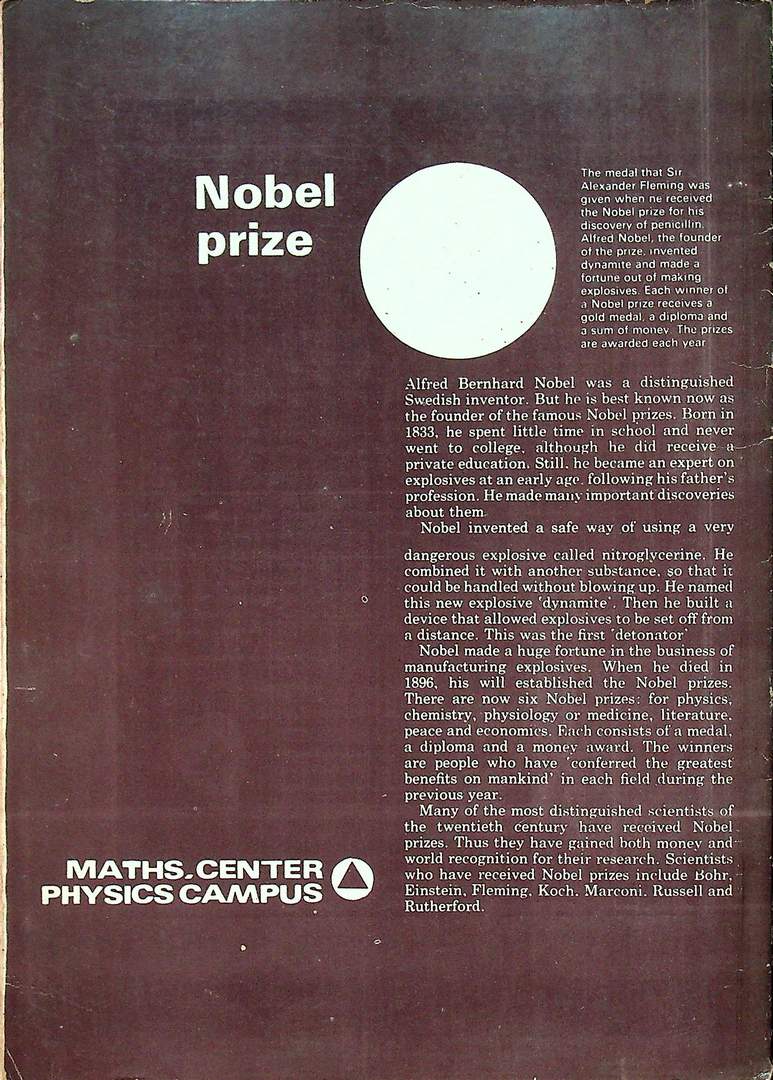 Nobel
prize
The medal that Sir
Alexander Fleming was
given when he received
the Nobel prize for his
discovery of penicillin.
Alfred Nobel, the founder
of the prize, invented
dynamite and made a
fortune out of making
explosives. Each winner of
a Nobel prize receives a
gold medal, a diploma and
a sum of money. The prizes
are awarded each year
Alfred Bernhard Nobel was a distinguished
Swedish inventor. But he is best known now as
the founder of the famous Nobel prizes. Born in
1833, he spent little time in school and never
went to college, although he did receive a
private education. Still, he became an expert on
explosives at an early age, following his father's
profession. He made many important discoveries
about them.
Nobel invented a safe way of using a very
dangerous explosive called nitroglycerine. He
combined it with another substance, so that it
could be handled without blowing up. He named
this new explosive 'dynamite'. Then he built a
device that allowed explosives to be set off from
a distance. This was the first 'detonator'
Nobel made a huge fortune in the business of
manufacturing explosives. When he died in
1896, his will established the Nobel prizes.
There are now six Nobel prizes: for physics,
chemistry, physiology or medicine, literature,
peace and economics. Each consists of a medal,
a diploma and a money award. The winners
are people who have 'conferred the greatest
benefits on mankind' in each field during the
previous year.
Many of the most distinguished scientists of
the twentieth century have received Nobel
prizes. Thus they have gained both money and
world recognition for their research. Scientists
who have received Nobel prizes include Bohr,
Einstein, Fleming, Koch, Marconi, Russell and
Rutherford.
MATHS. CENTER
PHYSICS CAMPUS